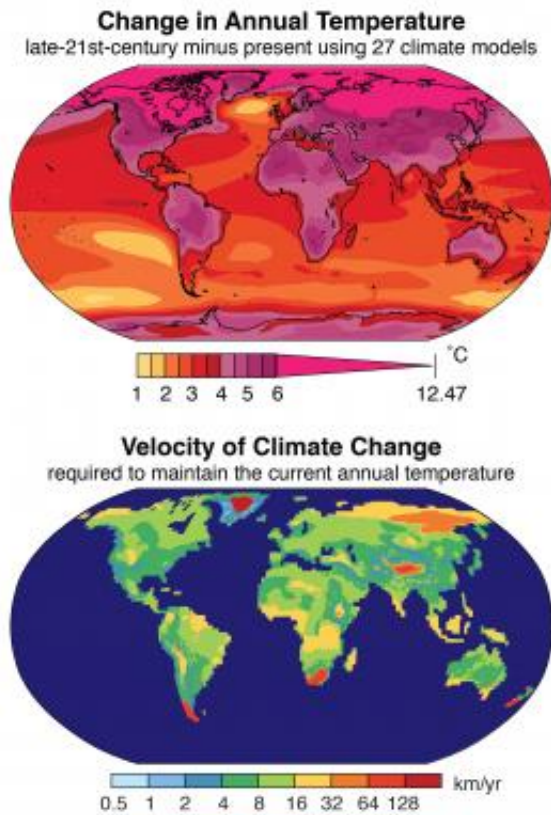 Change in Annual Temperature
late-21st-century minus present using 27 climate models
°C
1 2 3 4 5 6 12.47
Velocity of Climate Change
required to maintain the current annual temperature
km/yr
0.5 1 2 4 8 16 32 64 128